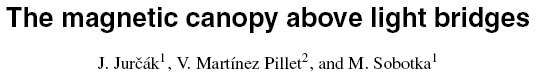 The magnetic canopy above light bridges
J. Jurčák1, V. Martínez Pillet2, and M. Sobotka1